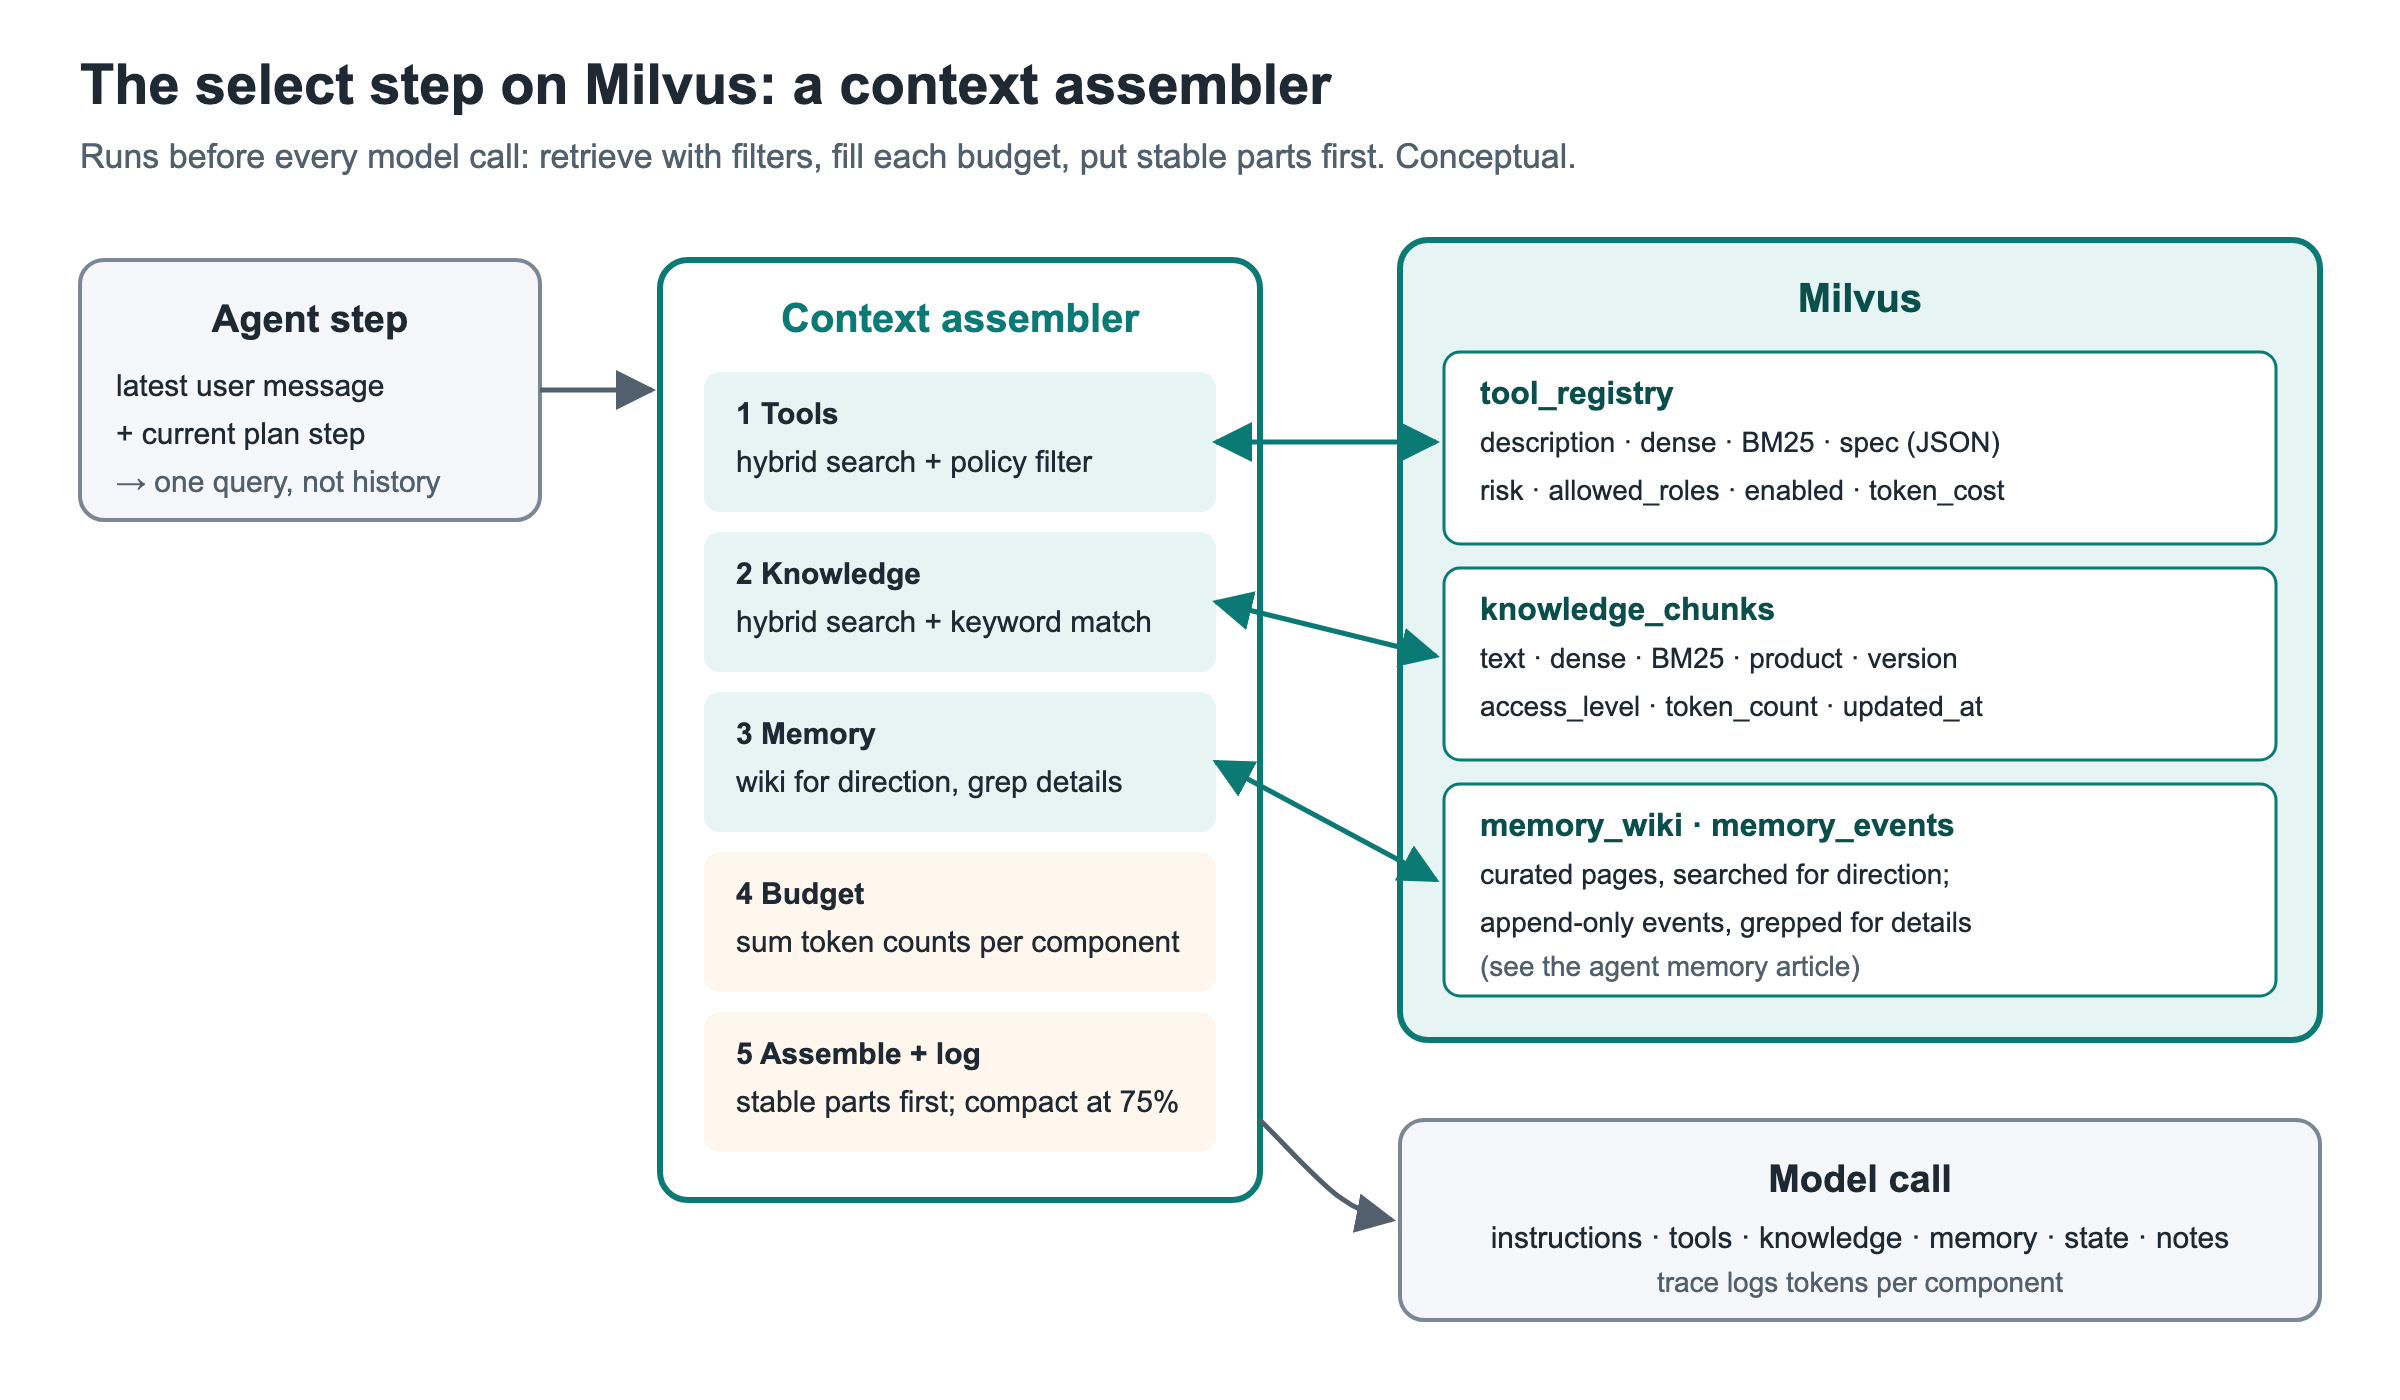 The select step on Milvus: a context assembler
Runs before every model call: retrieve with filters, fill each budget, put stable parts first. Conceptual.
Agent step
latest user message
+ current plan step
→ one query, not history
Context assembler
1 Tools
hybrid search + policy filter
2 Knowledge
hybrid search + keyword match
3 Memory
wiki for direction, grep details
4 Budget
sum token counts per component
5 Assemble + log
stable parts first; compact at 75%
Milvus
tool_registry
description · dense · BM25 · spec (JSON)
risk · allowed_roles · enabled · token_cost
knowledge_chunks
text · dense · BM25 · product · version
access_level · token_count · updated_at
memory_wiki · memory_events
curated pages, searched for direction;
append-only events, grepped for details
(see the agent memory article)
Model call
instructions · tools · knowledge · memory · state · notes
trace logs tokens per component